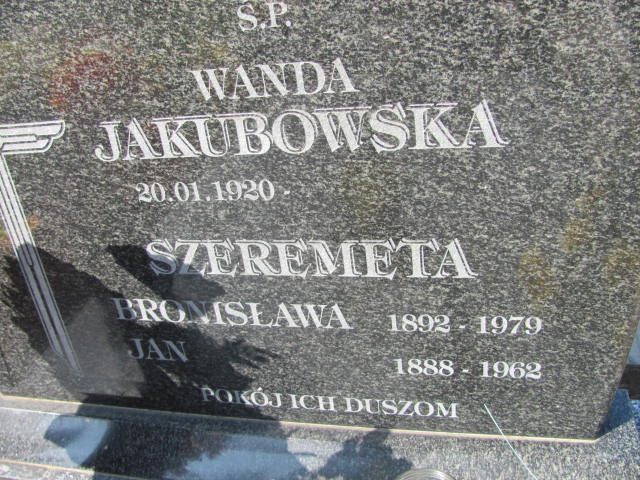 S.P.
WANDA
JAKUBOWSKA
20.01.1920 -
SZEREMETA
BRONISŁAWA 1892 - 1979
JAN 1888 - 1962
POKÓJ ICH DUSZOM